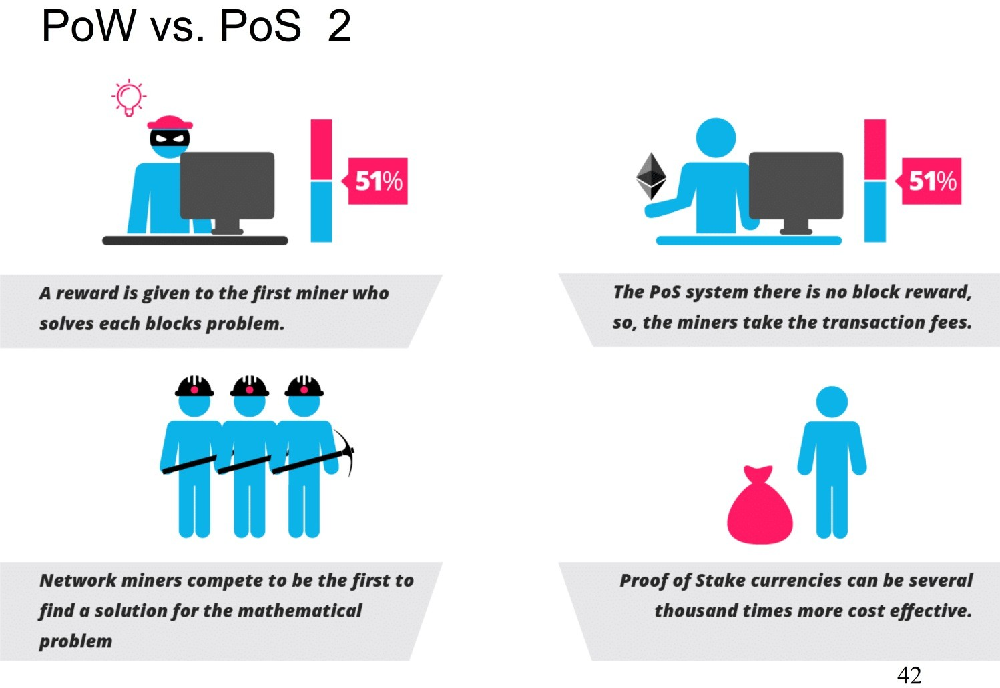 PoW vs. PoS  2
51%
51%
A reward is given to the first miner who
solves each blocks problem.
The PoS system there is no block reward,
so, the miners take the transaction fees.
Network miners compete to be the first to
find a solution for the mathematical
problem
Proof of Stake currencies can be several
thousand times more cost effective.
42